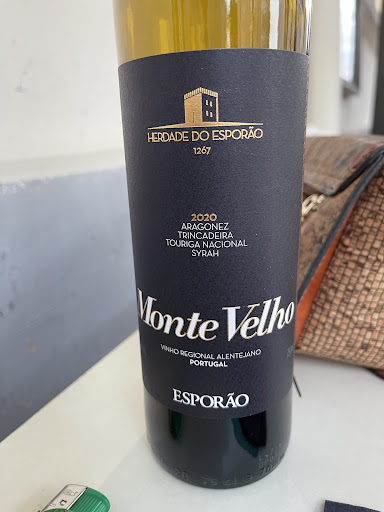 HERDADE DO ESPORÃO
1267
2020
ARAGONEZ
TRINCADEIRA
TOURIGA NACIONAL
SYRAH
Monte Velho
VINHO REGIONAL ALENTEJANO
PORTUGAL
ESPORÃO